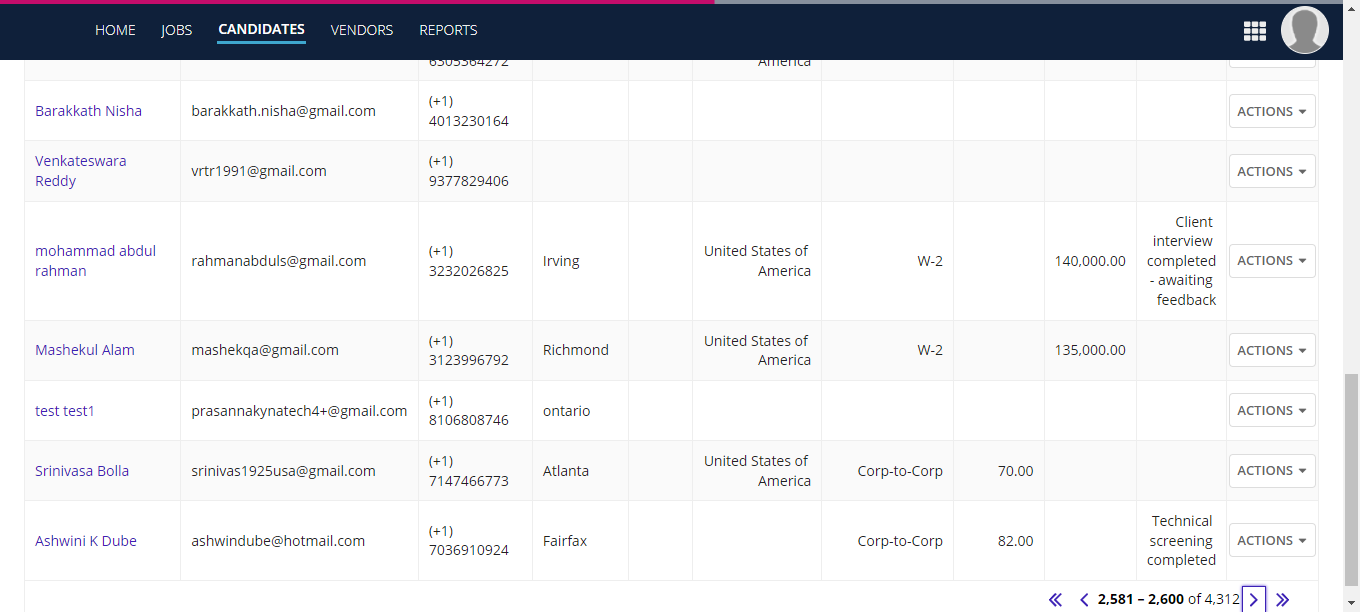 HOME JOBS CANDIDATES VENDORS REPORTS
6305364272 America
Barakkath Nisha barakkath.nisha@gmail.com (+1) 4013230164 ACTIONS
Venkateswara Reddy vrtr1991@gmail.com (+1) 9377829406 ACTIONS
mohammad abdul rahman rahmanabduls@gmail.com (+1) 3232026825 Irving United States of America W-2 140,000.00 Client interview completed - awaiting feedback ACTIONS
Mashekul Alam mashekqa@gmail.com (+1) 3123996792 Richmond United States of America W-2 135,000.00 ACTIONS
test test1 prasannakynatech4+@gmail.com (+1) 8106808746 ontario ACTIONS
Srinivasa Bolla srinivas1925usa@gmail.com (+1) 7147466773 Atlanta United States of America Corp-to-Corp 70.00 ACTIONS
Ashwini K Dube ashwindube@hotmail.com (+1) 7036910924 Fairfax Corp-to-Corp 82.00 Technical screening completed ACTIONS
2,581 – 2,600 of 4,312